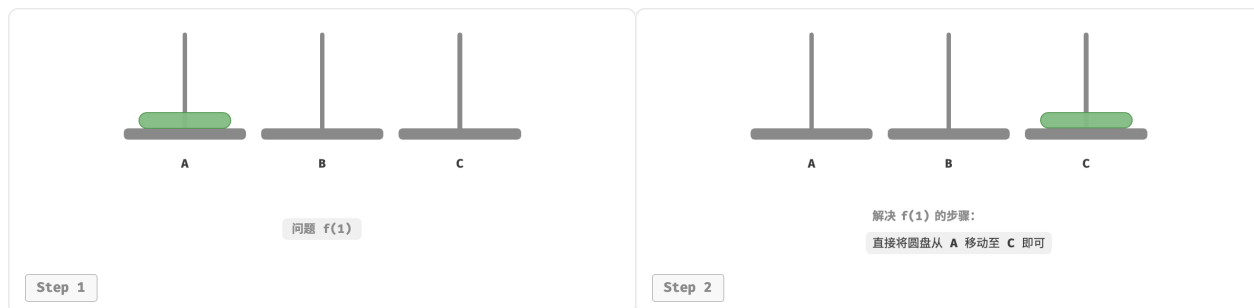 A B C
问题 f(1)
Step 1
A B C
解决 f(1) 的步骤：
直接将圆盘从 A 移动至 C 即可
Step 2